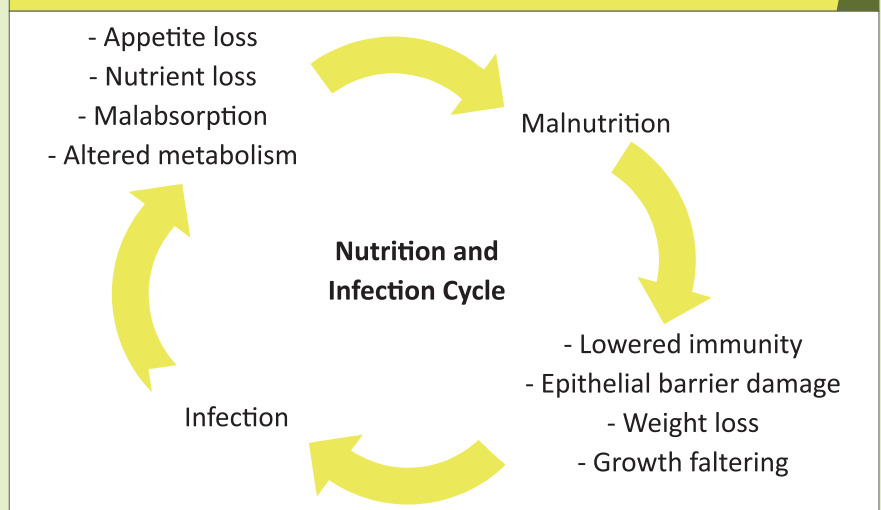 - Appetite loss
- Nutrient loss
- Malabsorption
- Altered metabolism
Malnutrition
Nutrition and
Infection Cycle
- Lowered immunity
- Epithelial barrier damage
- Weight loss
- Growth faltering
Infection